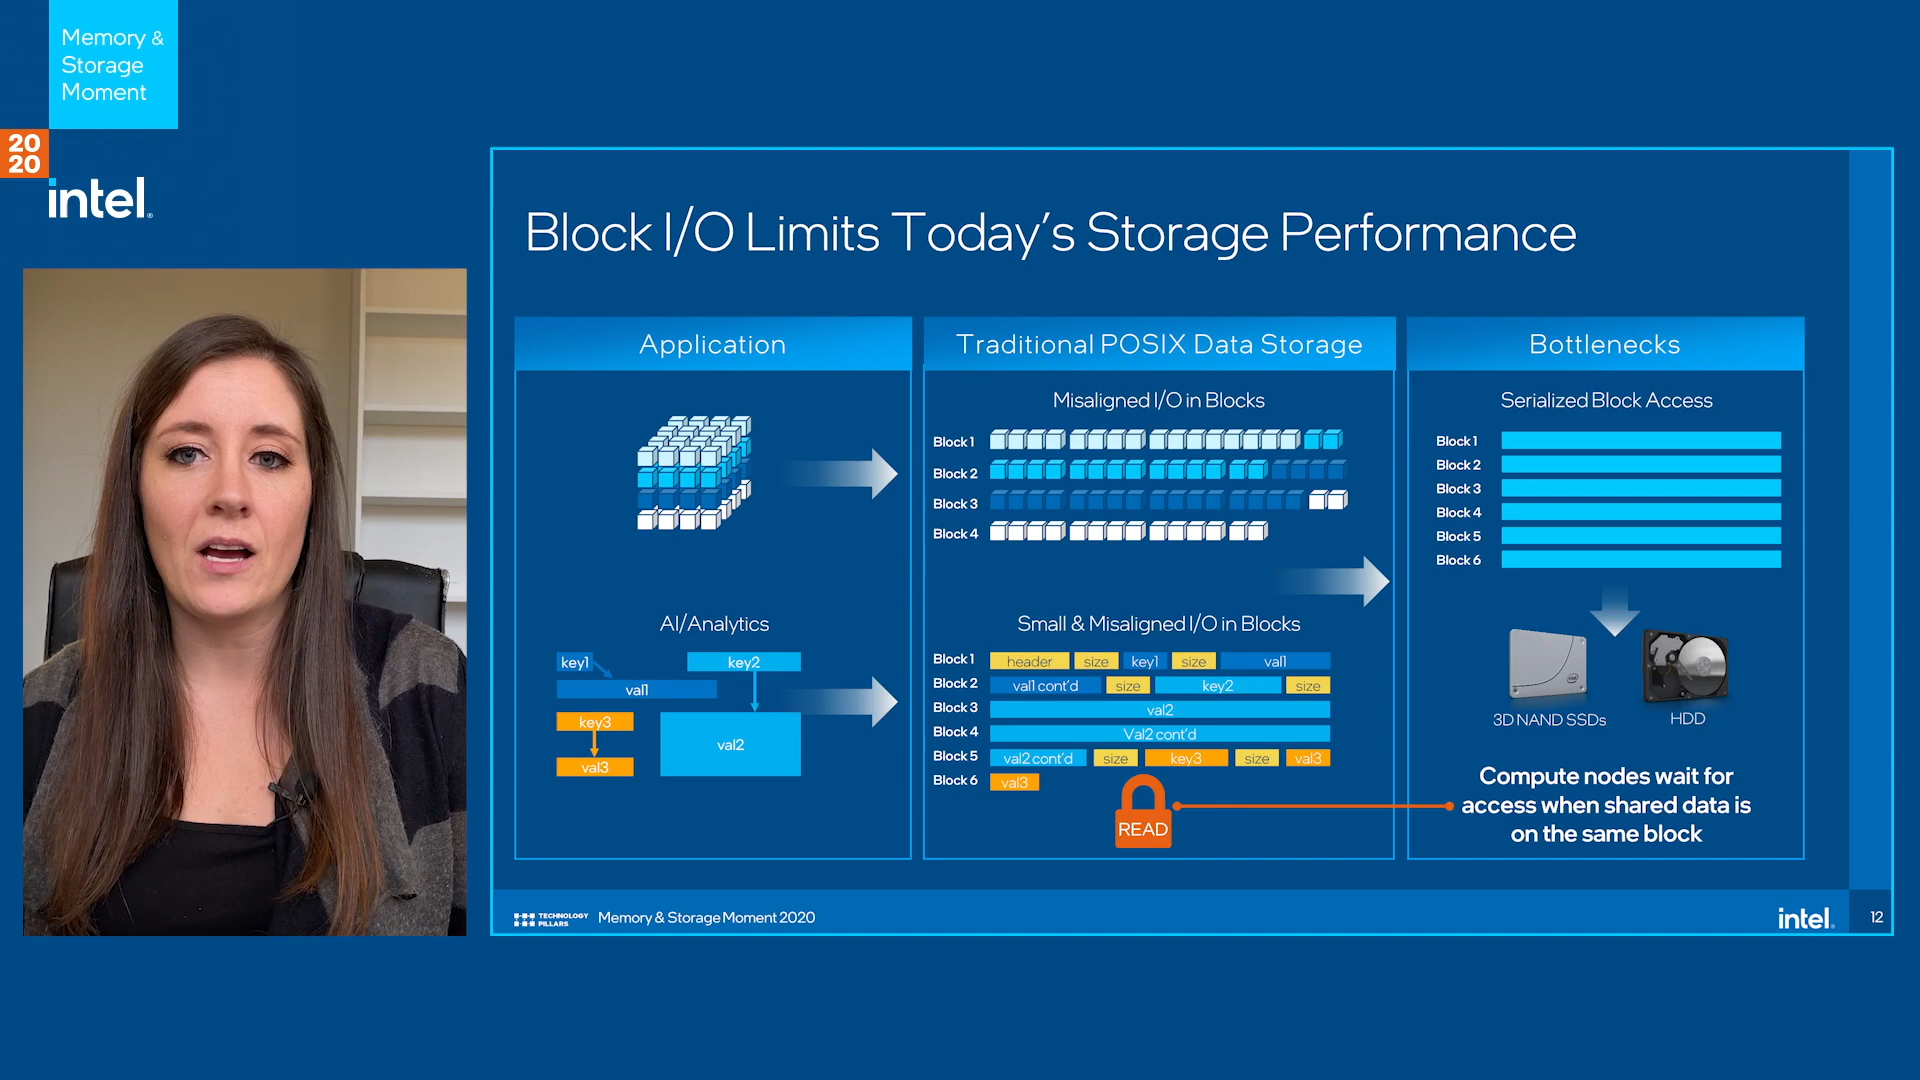 Memory &
Storage
Moment
20
20
intel.
Block I/O Limits Today's Storage Performance
Application
AI/Analytics
key1
key2
val1
key3
val2
val3
Traditional POSIX Data Storage
Misaligned I/O in Blocks
Block 1
Block 2
Block 3
Block 4
Small & Misaligned I/O in Blocks
Block 1 header size key1 size val1
Block 2 val1 cont'd size key2 size
Block 3 val2
Block 4 Val2 cont'd
Block 5 val2 cont'd size key3 size val3
Block 6 val3
READ
Bottlenecks
Serialized Block Access
Block 1
Block 2
Block 3
Block 4
Block 5
Block 6
3D NAND SSDs
HDD
Compute nodes wait for
access when shared data is
on the same block
TECHNOLOGY
PILLARS
Memory & Storage Moment 2020
intel.
12